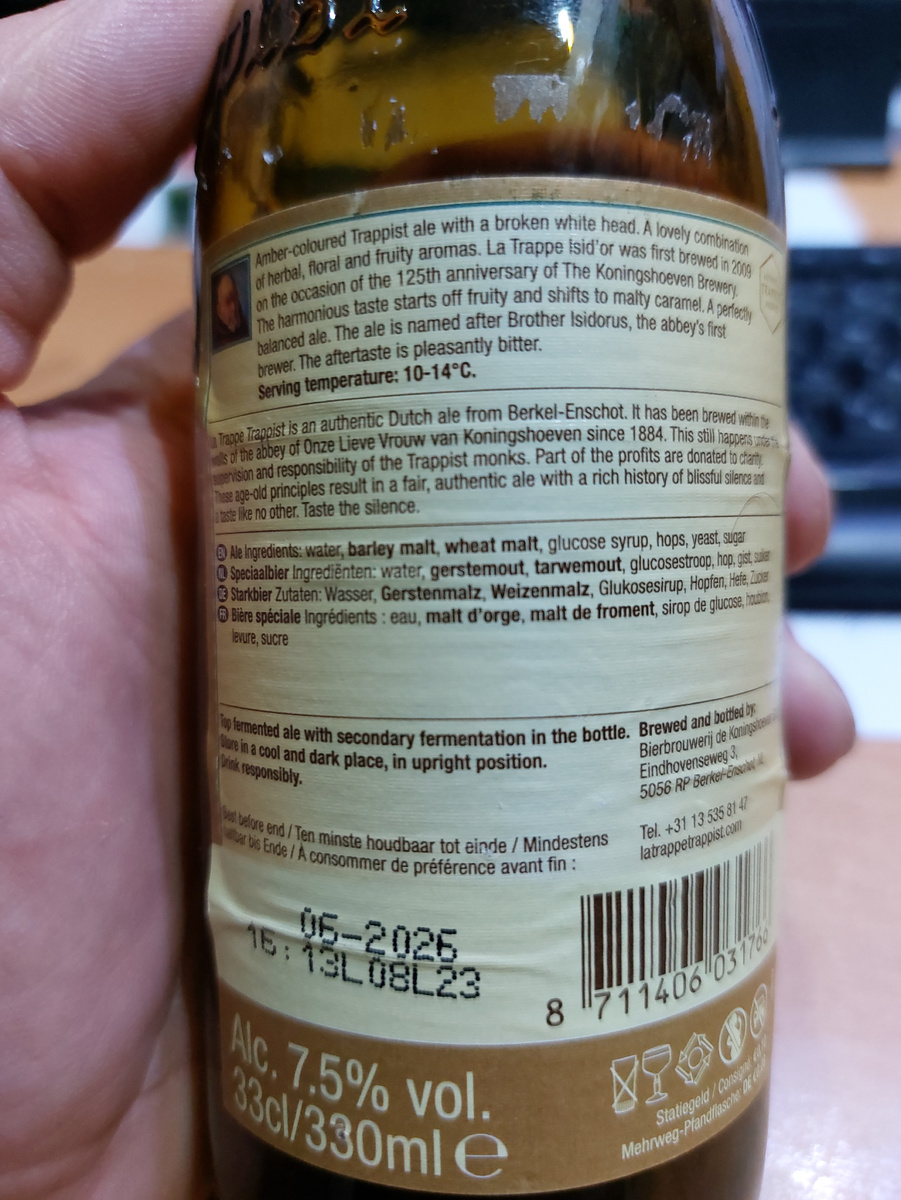 Amber-coloured Trappist ale with a broken white head. A lovely combination
of herbal, floral and fruity aromas. La Trappe Isid'or was first brewed in 2009
on the occasion of the 125th anniversary of The Koningshoeven Brewery.
The harmonious taste starts off fruity and shifts to malty caramel. A perfectly
balanced ale. The ale is named after Brother Isidorus, the abbey's first
brewer. The aftertaste is pleasantly bitter.
Serving temperature: 10-14°C.
Trappe Trappist is an authentic Dutch ale from Berkel-Enschot. It has been brewed within the
of the abbey of Onze Lieve Vrouw van Koningshoeven since 1884. This still happens under the
supervision and responsibility of the Trappist monks. Part of the profits are donated to charity.
These age-old principles result in a fair, authentic ale with a rich history of blissful silence and
a taste like no other. Taste the silence.
EN Ale Ingredients: water, barley malt, wheat malt, glucose syrup, hops, yeast, sugar
NL Speciaalbier Ingrediënten: water, gerstemout, tarwemout, glucosestroop, hop, gist, suiker
DE Starkbier Zutaten: Wasser, Gerstenmalz, Weizenmalz, Glukosesirup, Hopfen, Hefe, Zucker
FR Bière spéciale Ingrédients : eau, malt d'orge, malt de froment, sirop de glucose, houblon,
levure, sucre
Top fermented ale with secondary fermentation in the bottle.
Store in a cool and dark place, in upright position.
Drink responsibly.
Brewed and bottled by:
Bierbrouwerij de Koningshoeven
Eindhovenseweg 3,
5056 RP Berkel-Enschot, NL
Tel. +31 13 535 81 47
latrappetrappist.com
Best before end / Ten minste houdbaar tot einde / Mindestens
haltbar bis Ende / À consommer de préférence avant fin :
06-2026
16:13L08L23
8 711406 031766
Alc. 7.5% vol.
33cl/330ml e
Statiegeld / Consigne:
Mehrweg-Pfandflasche: DE